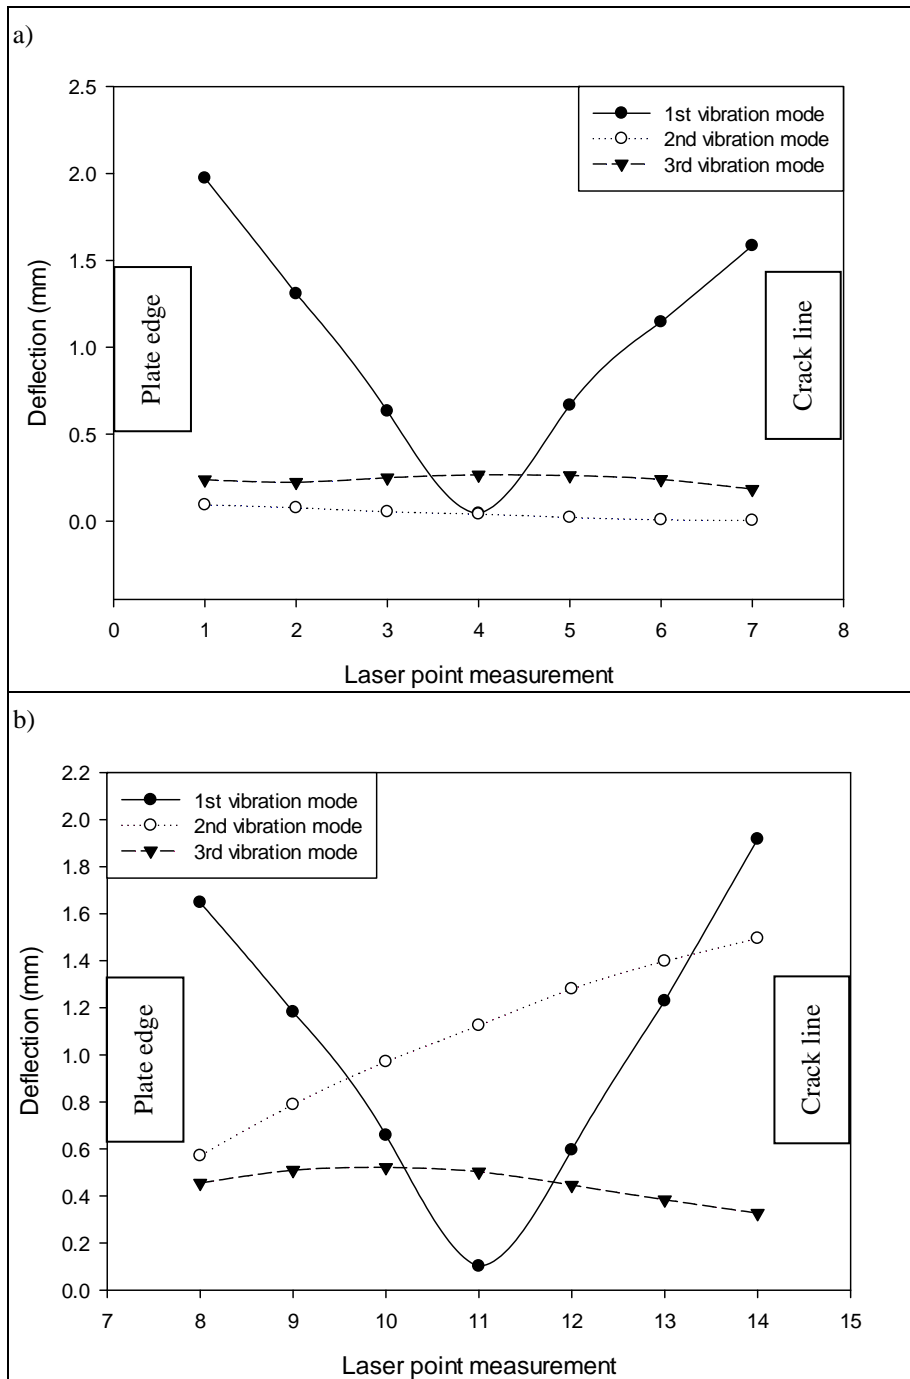 a)
2.5
2.0
1.5
1.0
0.5
0.0
Deflection (mm)
1st vibration mode
2nd vibration mode
3rd vibration mode
Plate edge
Crack line
0 1 2 3 4 5 6 7 8
Laser point measurement
b)
2.2
2.0
1.8
1.6
1.4
1.2
1.0
0.8
0.6
0.4
0.2
0.0
Deflection (mm)
1st vibration mode
2nd vibration mode
3rd vibration mode
Plate edge
Crack line
7 8 9 10 11 12 13 14 15
Laser point measurement